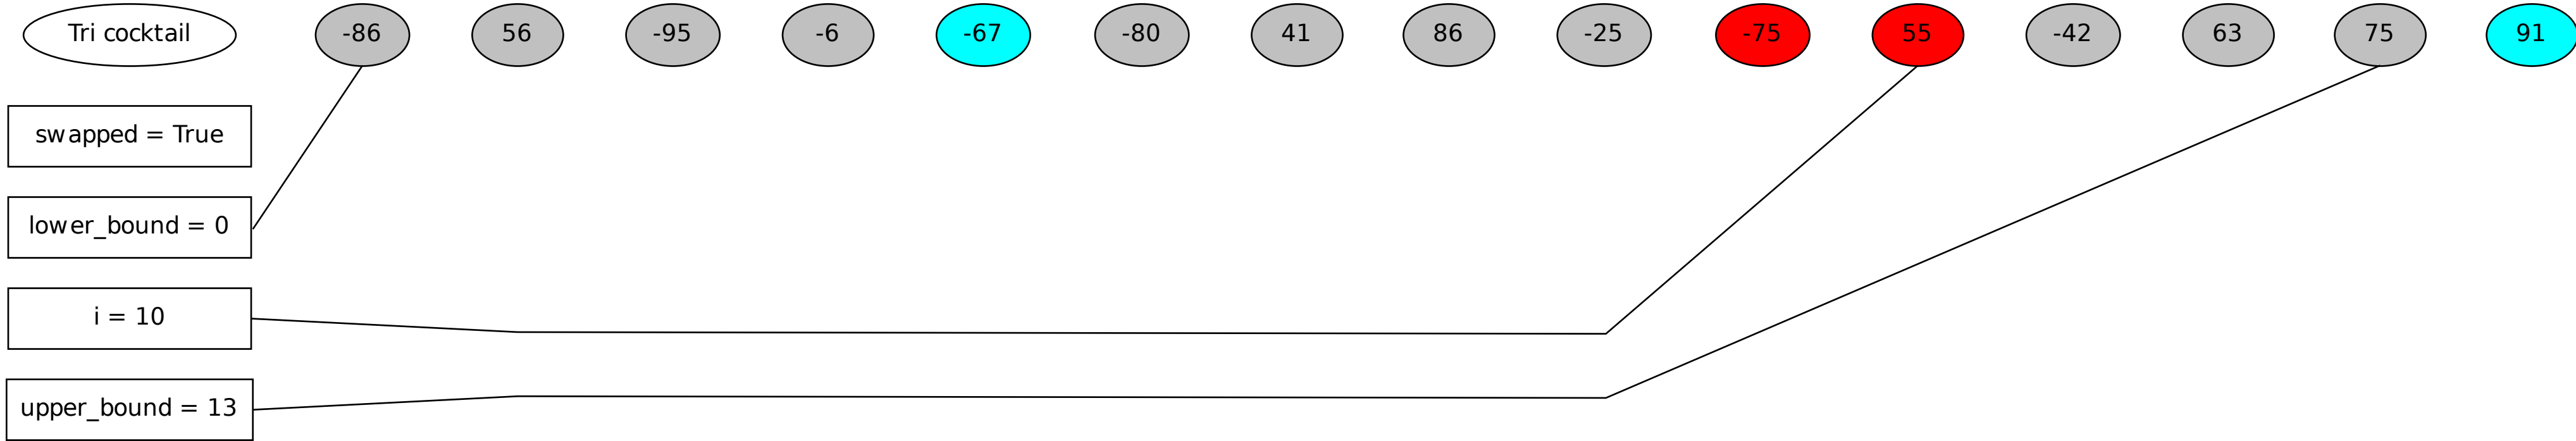 Tri cocktail -86 56 -95 -6 -67 -80 41 86 -25 -75 55 -42 63 75 91
swapped = True
lower_bound = 0
i = 10
upper_bound = 13